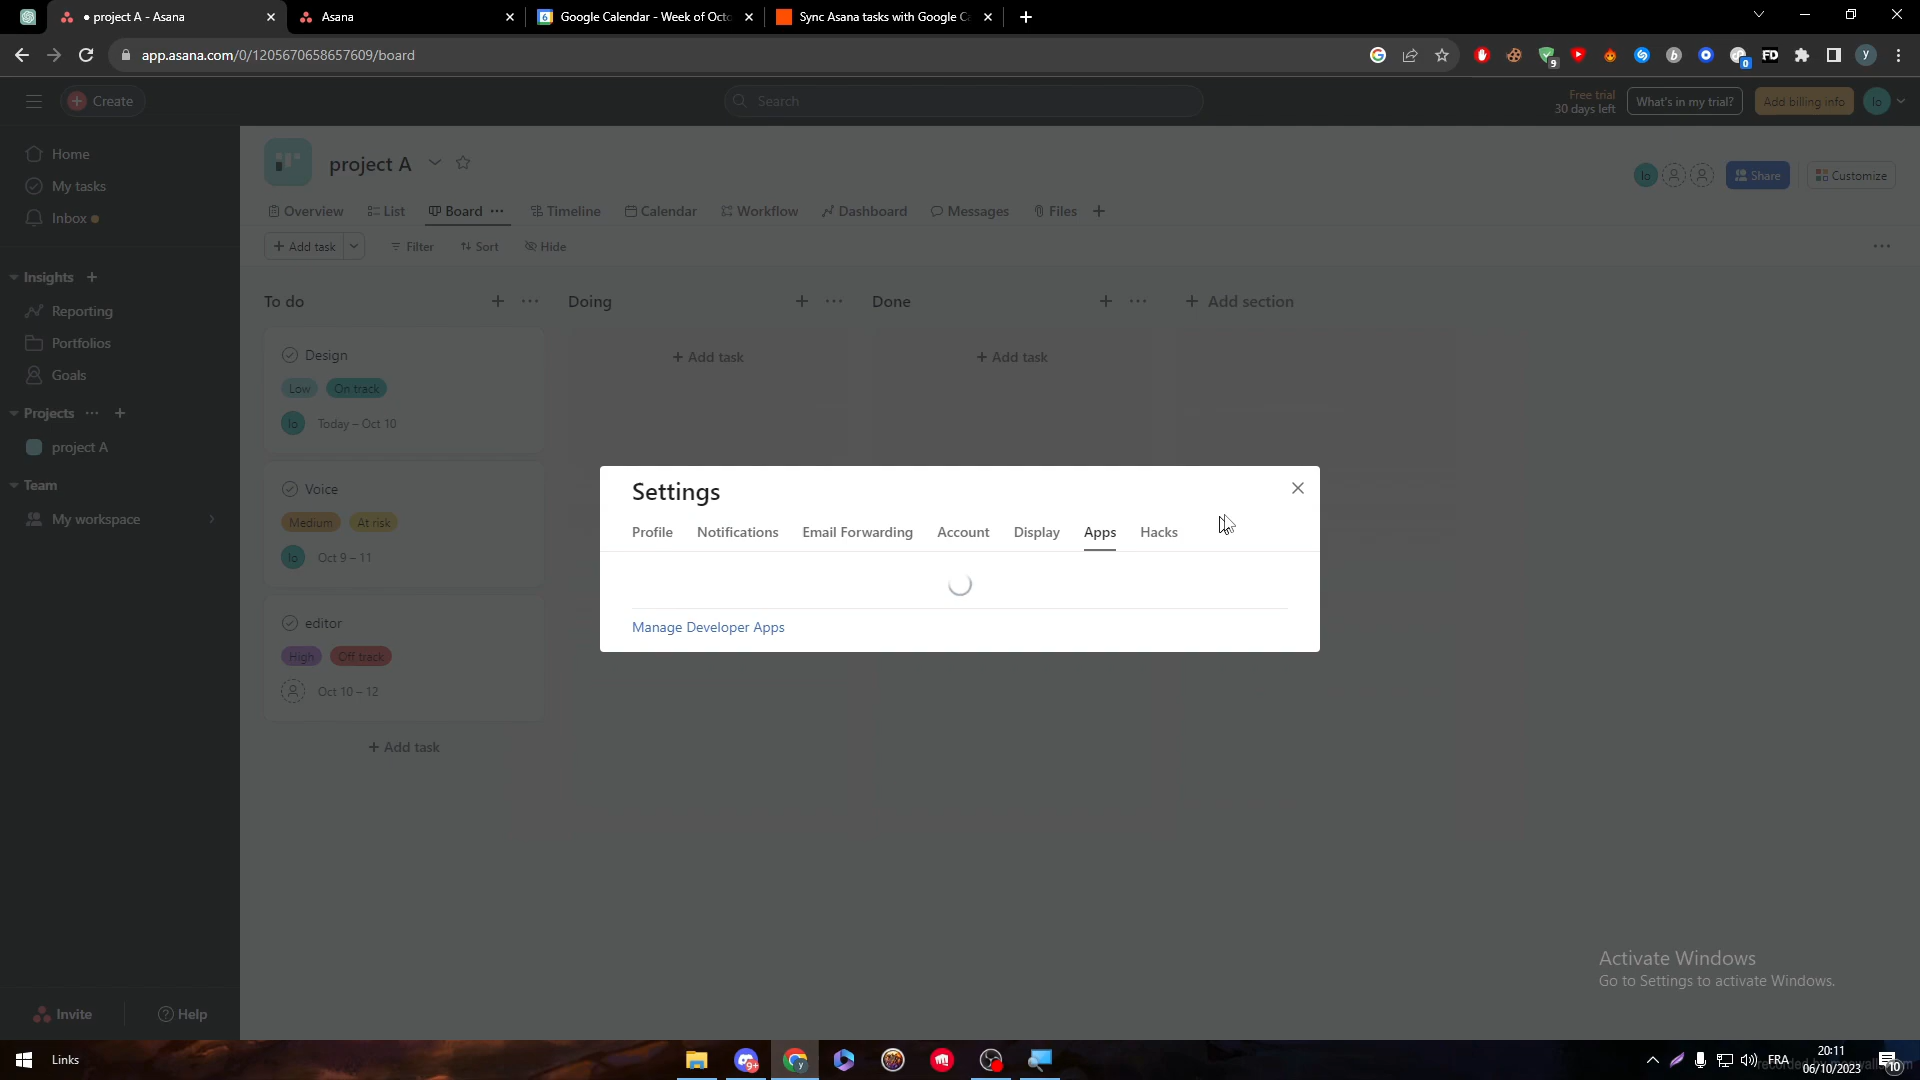 • project A - Asana
Asana
Google Calendar - Week of Octo
Sync Asana tasks with Google Ca
app.asana.com/0/1205670658657609/board
Create
Search
Free trial
30 days left
What's in my trial?
Add billing info
lo
Home
My tasks
Inbox
Insights
Reporting
Portfolios
Goals
Projects
project A
Team
My workspace
Invite
Help
project A
lo
Share
Customize
Overview
List
Board
Timeline
Calendar
Workflow
Dashboard
Messages
Files
Add task
Filter
Sort
Hide
To do
Doing
Done
Add section
Design
Low
On track
lo
Today – Oct 10
Voice
Medium
At risk
lo
Oct 9 – 11
editor
High
Off track
Oct 10 – 12
Add task
Add task
Add task
Settings
Profile
Notifications
Email Forwarding
Account
Display
Apps
Hacks
Manage Developer Apps
Activate Windows
Go to Settings to activate Windows.
Links
FRA
20:11
06/10/2023
10